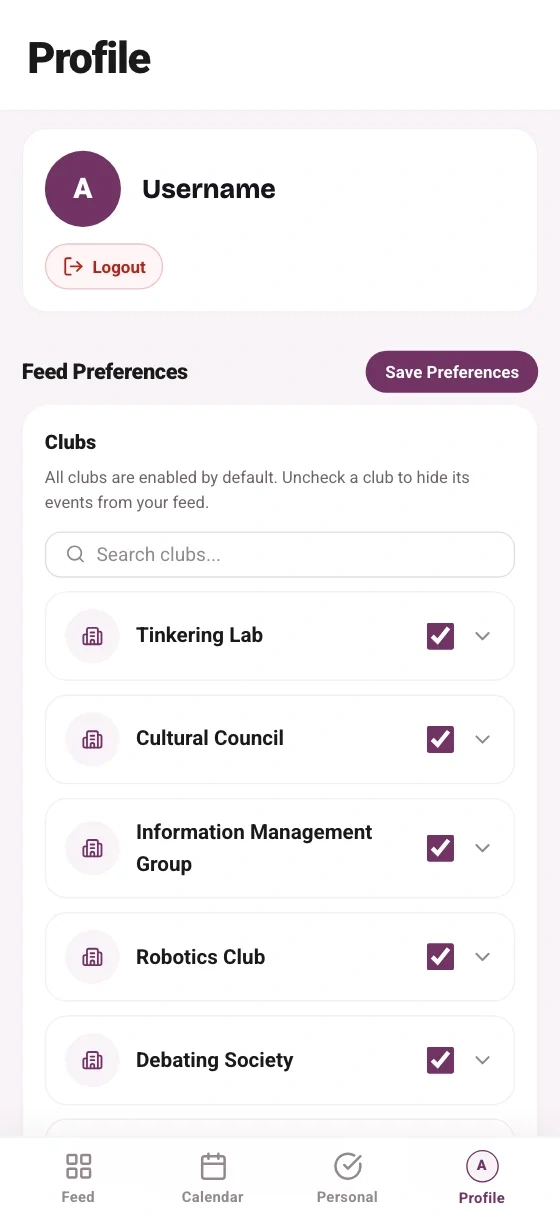 Profile
A
Username
Logout
Feed Preferences
Save Preferences
Clubs
All clubs are enabled by default. Uncheck a club to hide its
events from your feed.
Search clubs...
Tinkering Lab
Cultural Council
Information Management
Group
Robotics Club
Debating Society
A
Feed
Calendar
Personal
Profile